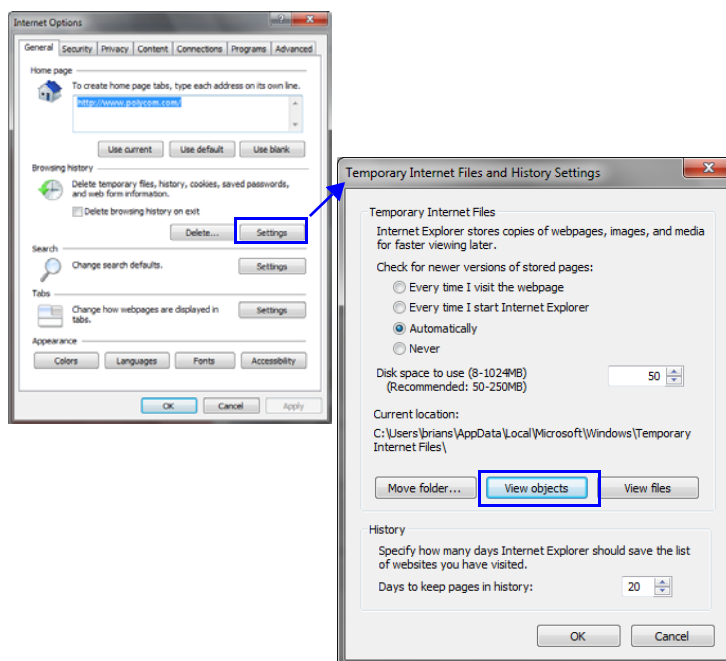 Internet Options
General Security Privacy Content Connections Programs Advanced
Home page
To create home page tabs, type each address on its own line.
http://www.polycom.com/
Use current Use default Use blank
Browsing history
Delete temporary files, history, cookies, saved passwords,
and web form information.
Delete browsing history on exit
Delete... Settings
Search
Change search defaults. Settings
Tabs
Change how webpages are displayed in
tabs.
Settings
Appearance
Colors Languages Fonts Accessibility
OK Cancel Apply
Temporary Internet Files and History Settings
Temporary Internet Files
Internet Explorer stores copies of webpages, images, and media
for faster viewing later.
Check for newer versions of stored pages:
Every time I visit the webpage
Every time I start Internet Explorer
Automatically
Never
Disk space to use (8-1024MB) 50
(Recommended: 50-250MB)
Current location:
C:\Users\brians\AppData\Local\Microsoft\Windows\Temporary
Internet Files\
Move folder... View objects View files
History
Specify how many days Internet Explorer should save the list
of websites you have visited.
Days to keep pages in history: 20
OK Cancel